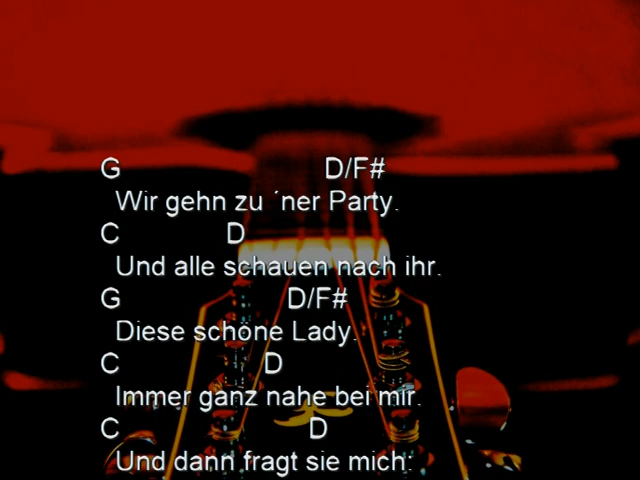 G D/F#
Wir gehn zu ´ner Party.
C D
Und alle schauen nach ihr.
G D/F#
Diese schöne Lady.
C D
Immer ganz nahe bei mir.
C D
Und dann fragt sie mich: